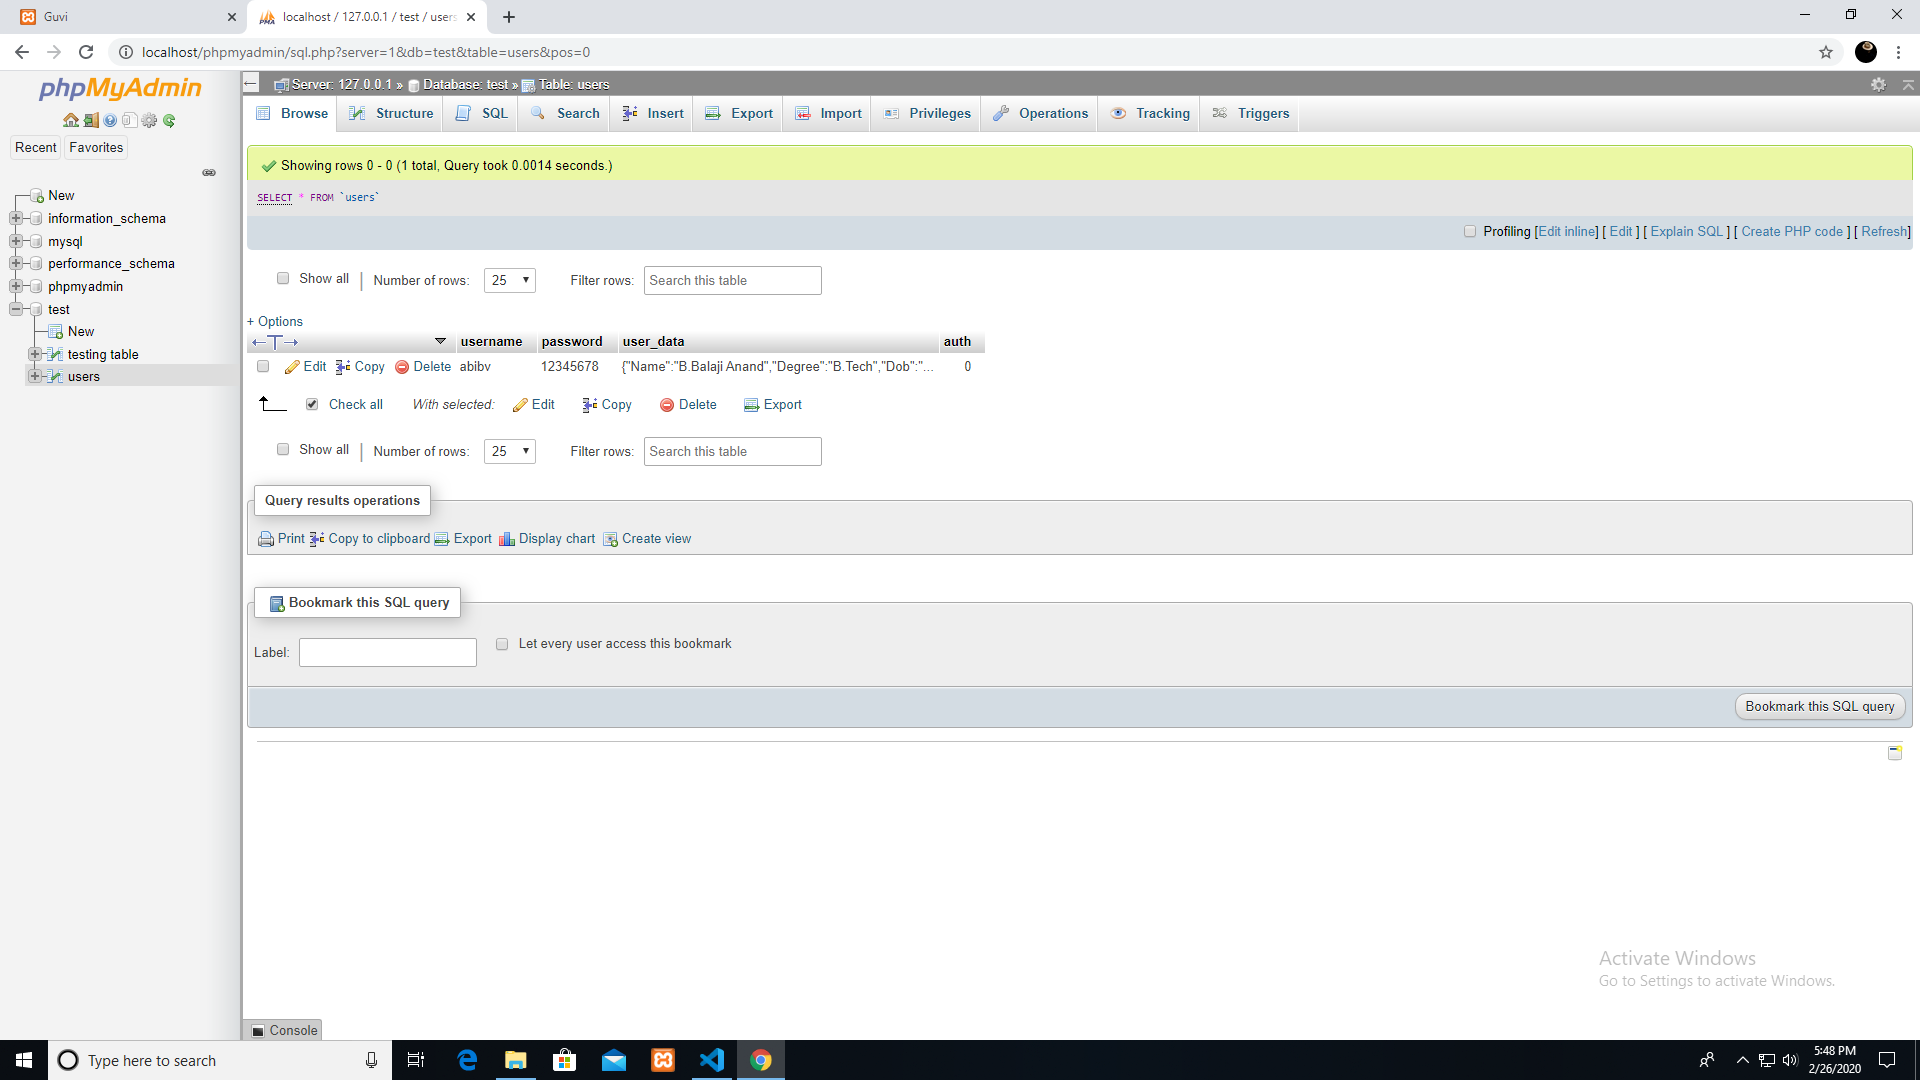 Guvi
localhost / 127.0.0.1 / test / users
localhost/phpmyadmin/sql.php?server=1&db=test&table=users&pos=0
phpMyAdmin
Server: 127.0.0.1 » Database: test » Table: users
Browse Structure SQL Search Insert Export Import Privileges Operations Tracking Triggers
Recent Favorites
New
information_schema
mysql
performance_schema
phpmyadmin
test
New
testing table
users
Showing rows 0 - 0 (1 total, Query took 0.0014 seconds.)
SELECT * FROM `users`
Profiling [Edit inline] [ Edit ] [ Explain SQL ] [ Create PHP code ] [ Refresh]
Show all | Number of rows: 25 Filter rows: Search this table
+ Options
←T→ username password user_data auth
Edit Copy Delete abibv 12345678 {"Name":"B.Balaji Anand","Degree":"B.Tech","Dob":"... 0
Check all With selected: Edit Copy Delete Export
Show all | Number of rows: 25 Filter rows: Search this table
Query results operations
Print Copy to clipboard Export Display chart Create view
Bookmark this SQL query
Label: Let every user access this bookmark
Bookmark this SQL query
Activate Windows
Go to Settings to activate Windows.
Console
Type here to search
5:48 PM
2/26/2020